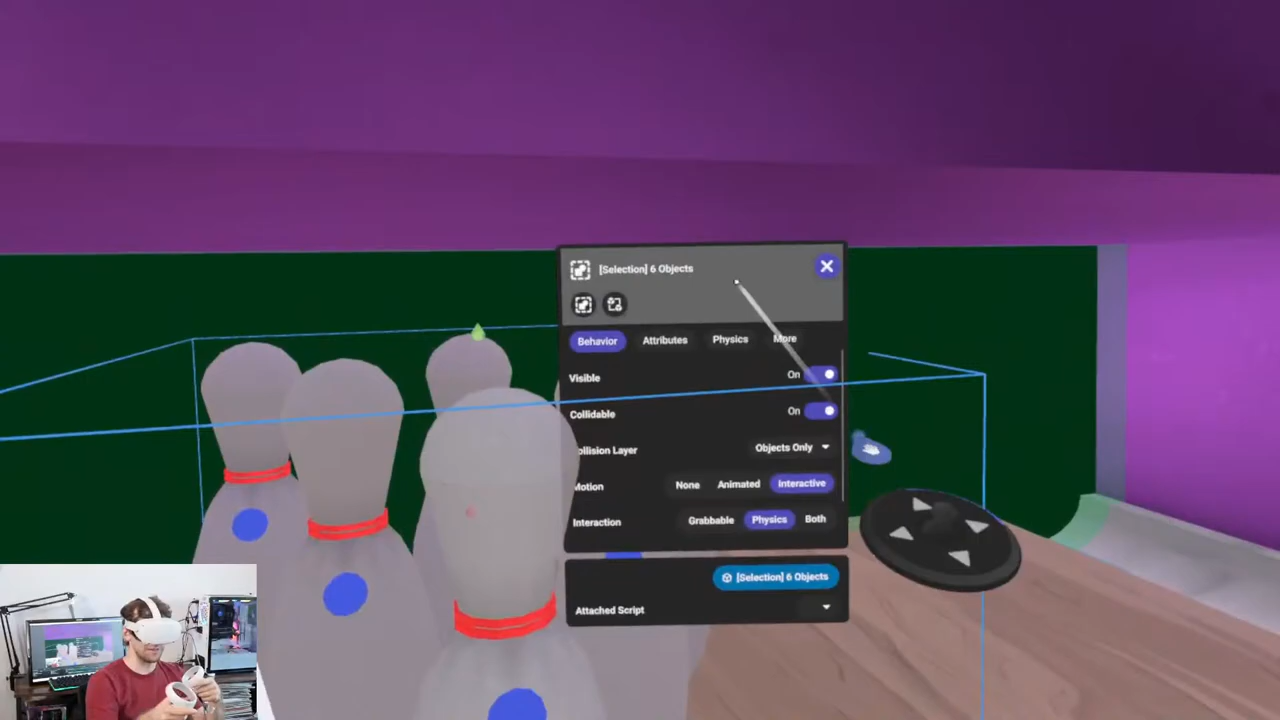 [Selection] 6 Objects
Behavior Attributes Physics More
Visible On
Collidable On
ollision Layer Objects Only
Motion None Animated Interactive
Interaction Grabbable Physics Both
[Selection] 6 Objects
Attached Script